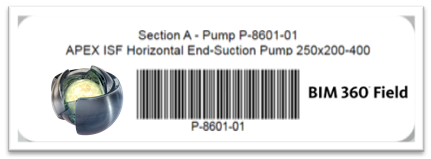 Section A - Pump P-8601-01
APEX ISF Horizontal End-Suction Pump 250x200-400
BIM 360 Field
P-8601-01